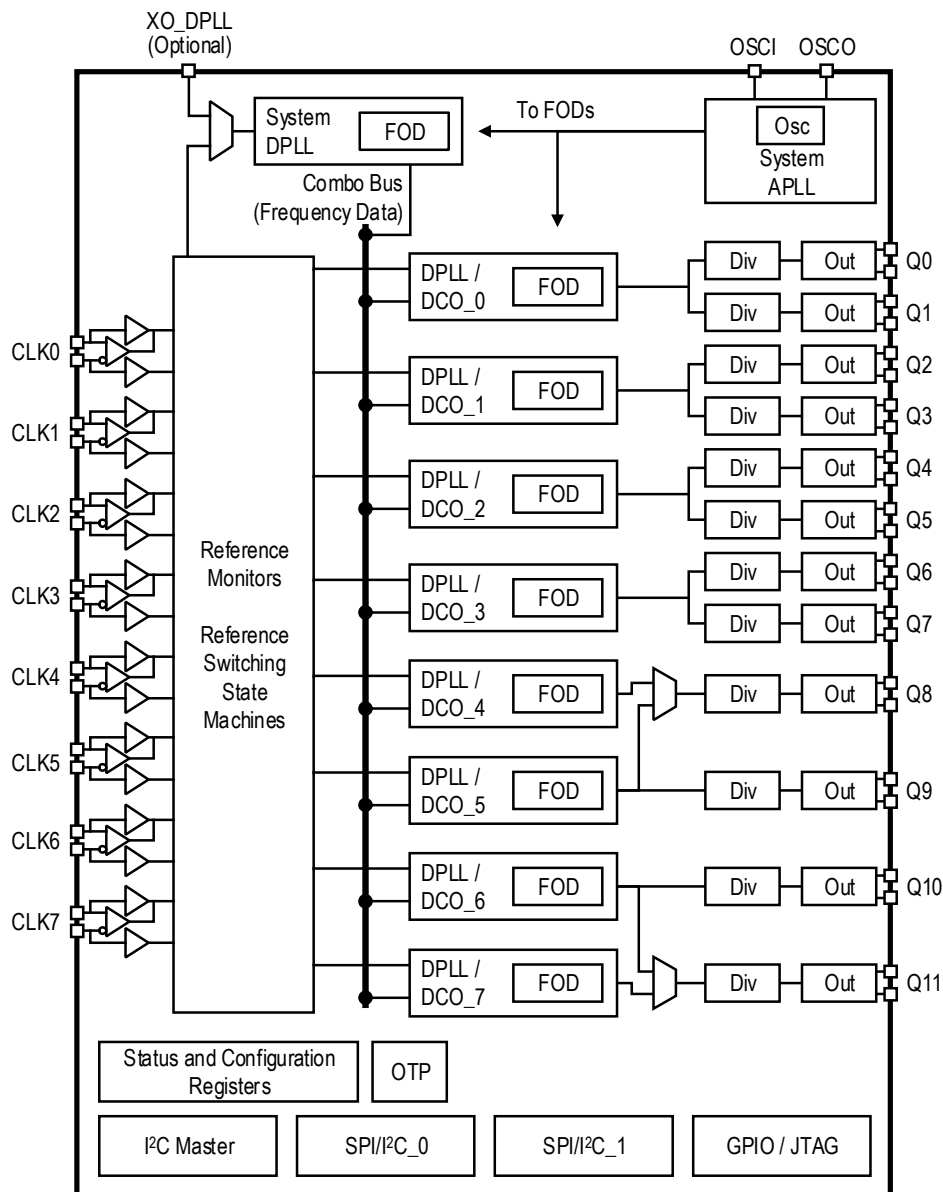 XO_DPLL
(Optional)
OSCI OSCO
System
DPLL
FOD
To FODs
Osc
System
APLL
Combo Bus
(Frequency Data)
DPLL /
DCO_0
FOD
Div
Out
Q0
Div
Out
Q1
CLK0
DPLL /
DCO_1
FOD
Div
Out
Q2
Div
Out
Q3
CLK1
DPLL /
DCO_2
FOD
Div
Out
Q4
Div
Out
Q5
CLK2
Reference
Monitors
Reference
Switching
State
Machines
DPLL /
DCO_3
FOD
Div
Out
Q6
Div
Out
Q7
CLK3
CLK4
DPLL /
DCO_4
FOD
Div
Out
Q8
CLK5
DPLL /
DCO_5
FOD
Div
Out
Q9
CLK6
DPLL /
DCO_6
FOD
Div
Out
Q10
CLK7
DPLL /
DCO_7
FOD
Div
Out
Q11
Status and Configuration
Registers
OTP
I²C Master
SPI/I²C_0
SPI/I²C_1
GPIO / JTAG